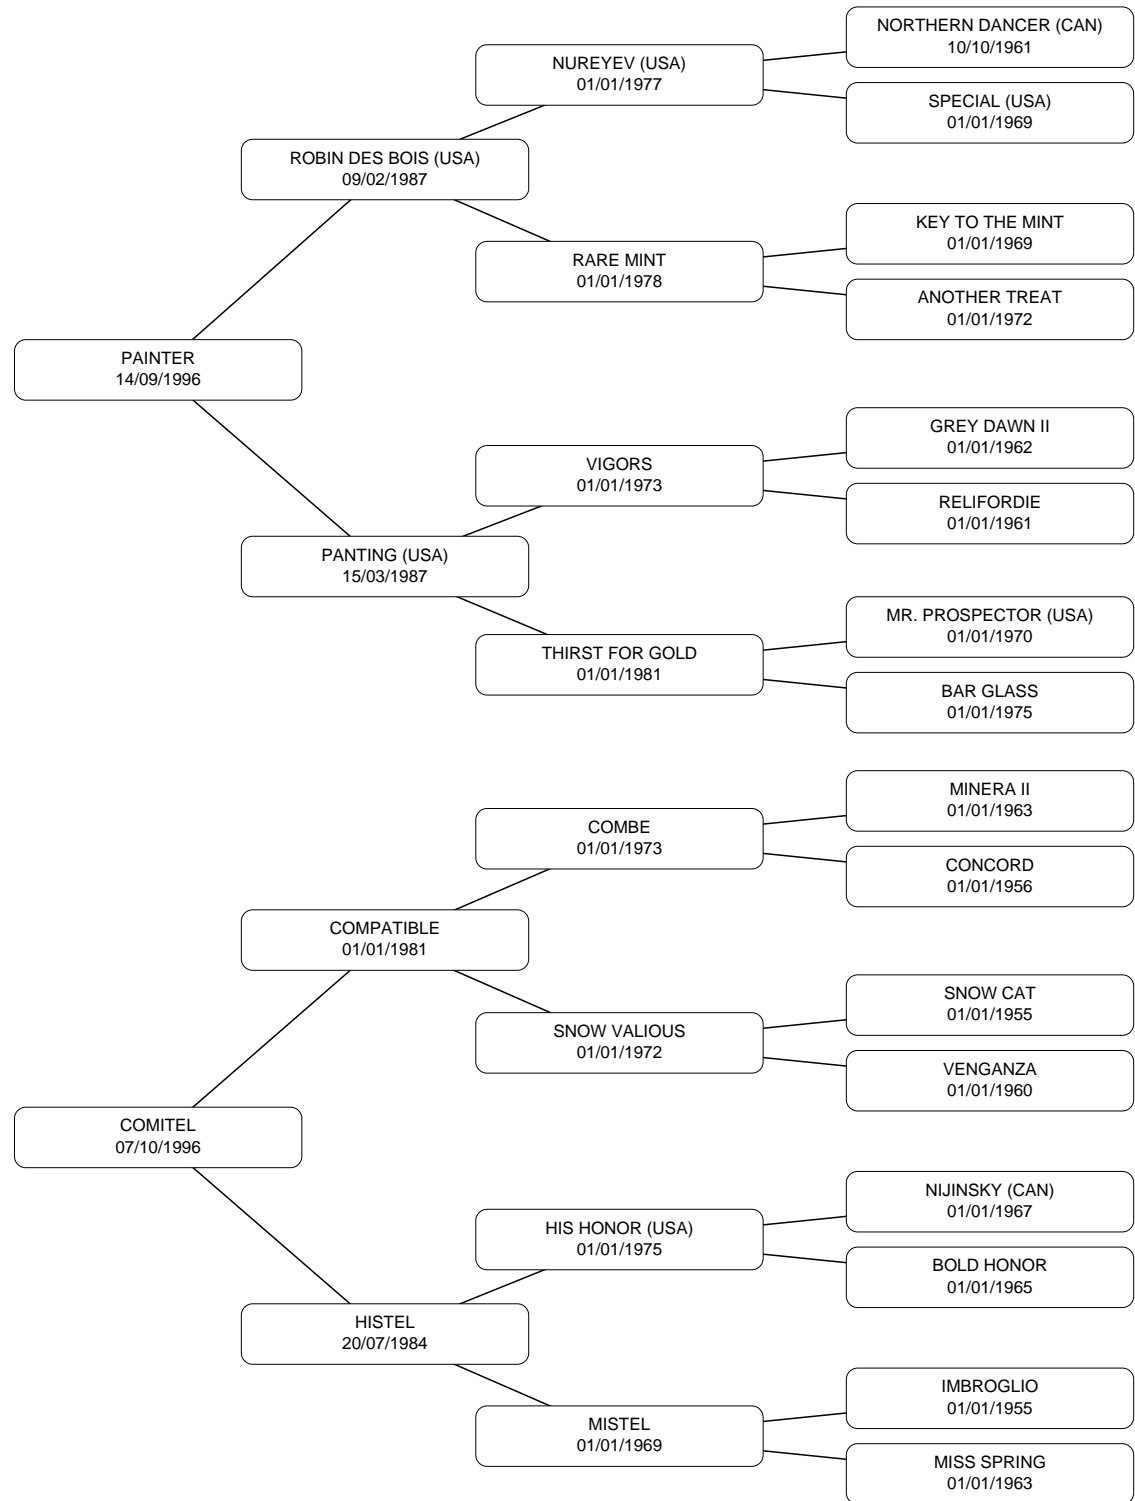 NORTHERN DANCER (CAN)
10/10/1961
NUREYEV (USA)
01/01/1977
SPECIAL (USA)
01/01/1969
ROBIN DES BOIS (USA)
09/02/1987
KEY TO THE MINT
01/01/1969
RARE MINT
01/01/1978
ANOTHER TREAT
01/01/1972
PAINTER
14/09/1996
GREY DAWN II
01/01/1962
VIGORS
01/01/1973
RELIFORDIE
01/01/1961
PANTING (USA)
15/03/1987
MR. PROSPECTOR (USA)
01/01/1970
THIRST FOR GOLD
01/01/1981
BAR GLASS
01/01/1975
MINERA II
01/01/1963
COMBE
01/01/1973
CONCORD
01/01/1956
COMPATIBLE
01/01/1981
SNOW CAT
01/01/1955
SNOW VALIOUS
01/01/1972
VENGANZA
01/01/1960
COMITEL
07/10/1996
NIJINSKY (CAN)
01/01/1967
HIS HONOR (USA)
01/01/1975
BOLD HONOR
01/01/1965
HISTEL
20/07/1984
IMBROGLIO
01/01/1955
MISTEL
01/01/1969
MISS SPRING
01/01/1963